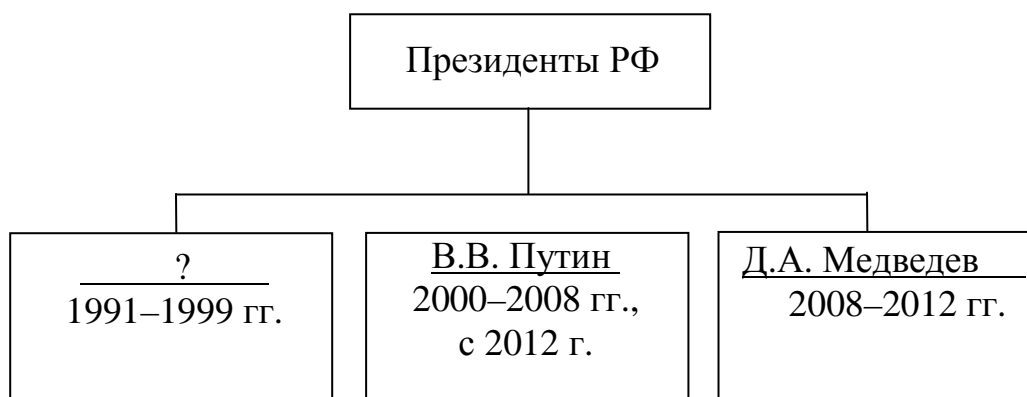 Президенты РФ
?
1991–1999 гг.
В.В. Путин
2000–2008 гг.,
с 2012 г.
Д.А. Медведев
2008–2012 гг.